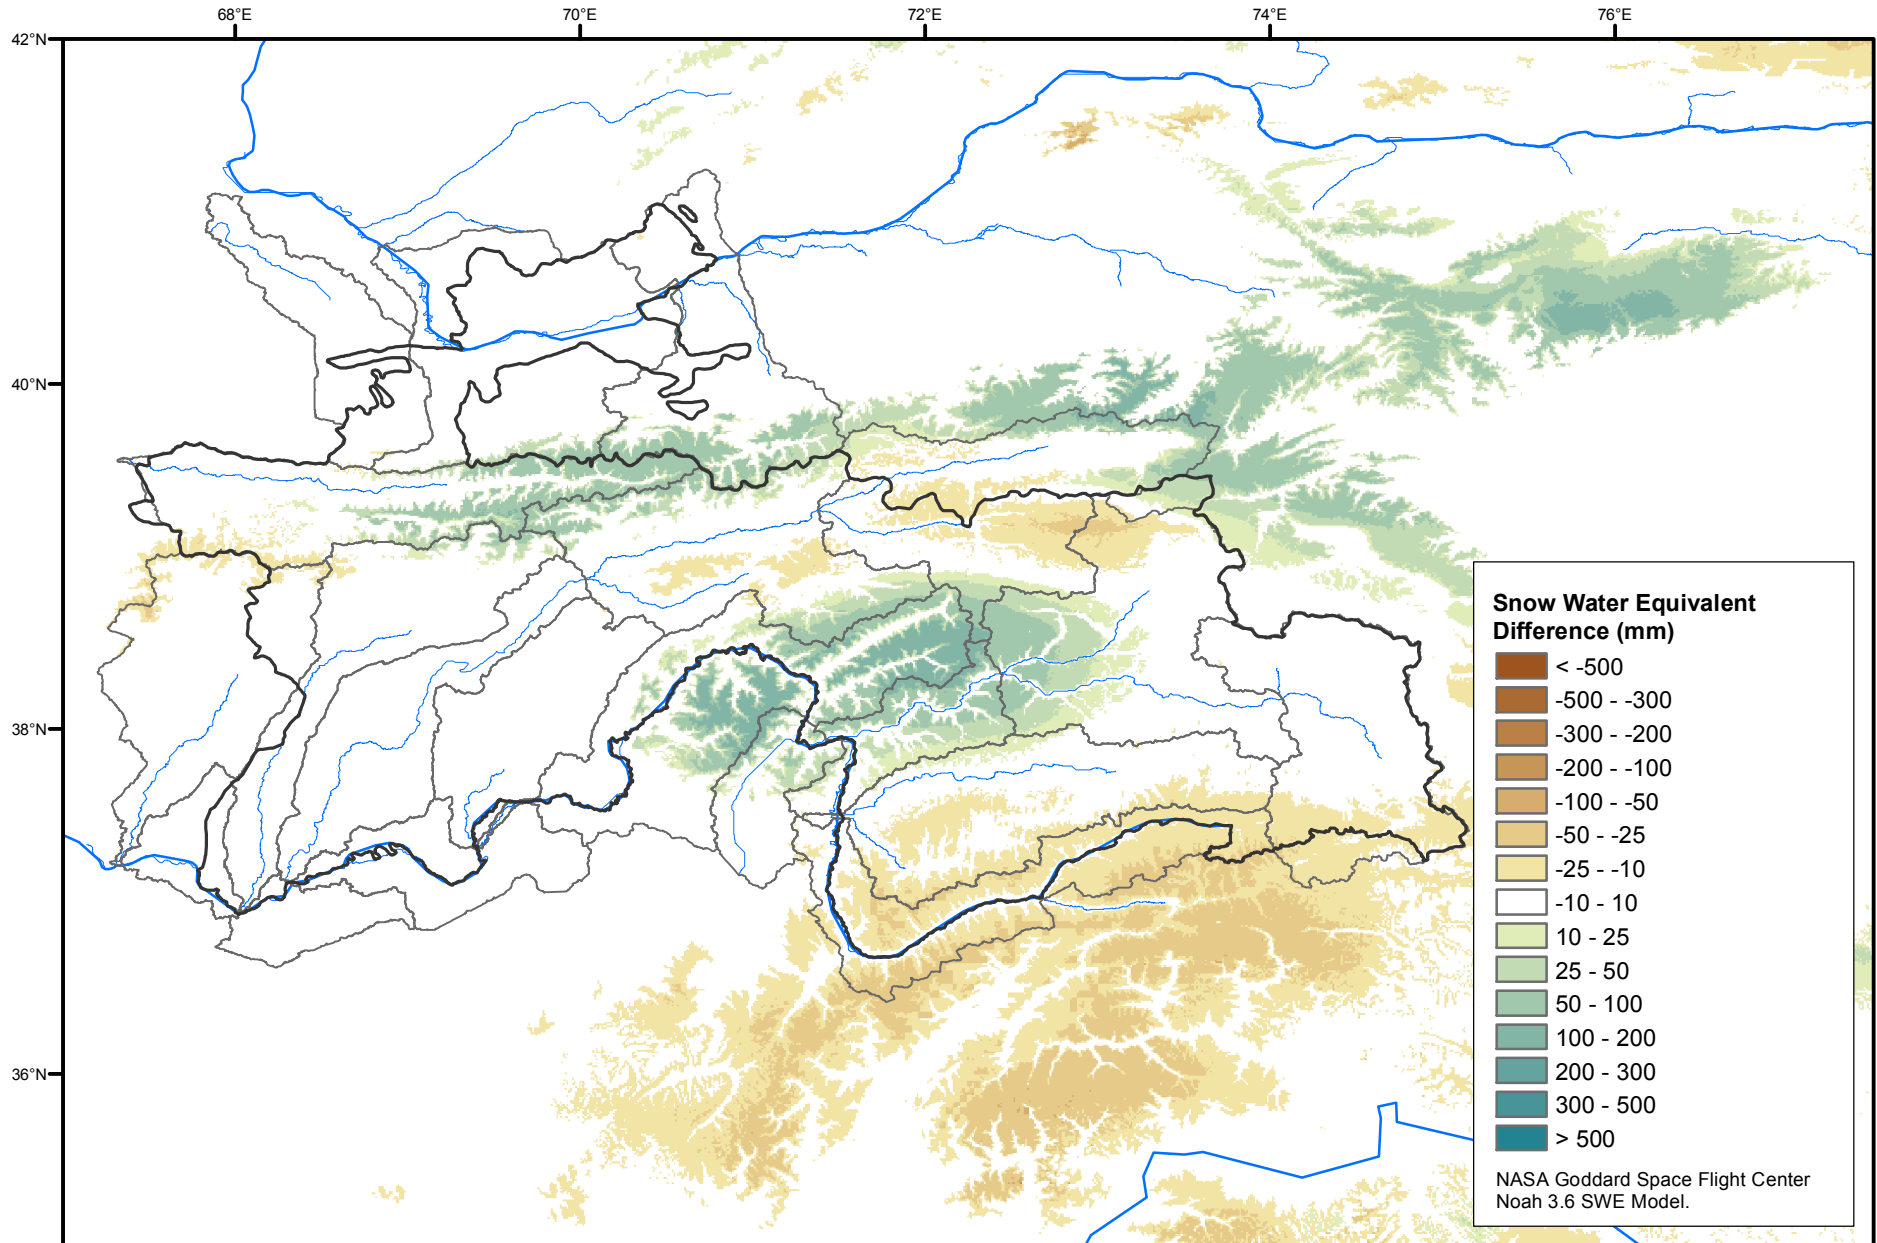 68°E 70°E 72°E 74°E 76°E
42°N
40°N
38°N
36°N
Snow Water Equivalent
Difference (mm)
< -500
-500 - -300
-300 - -200
-200 - -100
-100 - -50
-50 - -25
-25 - -10
-10 - 10
10 - 25
25 - 50
50 - 100
100 - 200
200 - 300
300 - 500
> 500
NASA Goddard Space Flight Center
Noah 3.6 SWE Model.